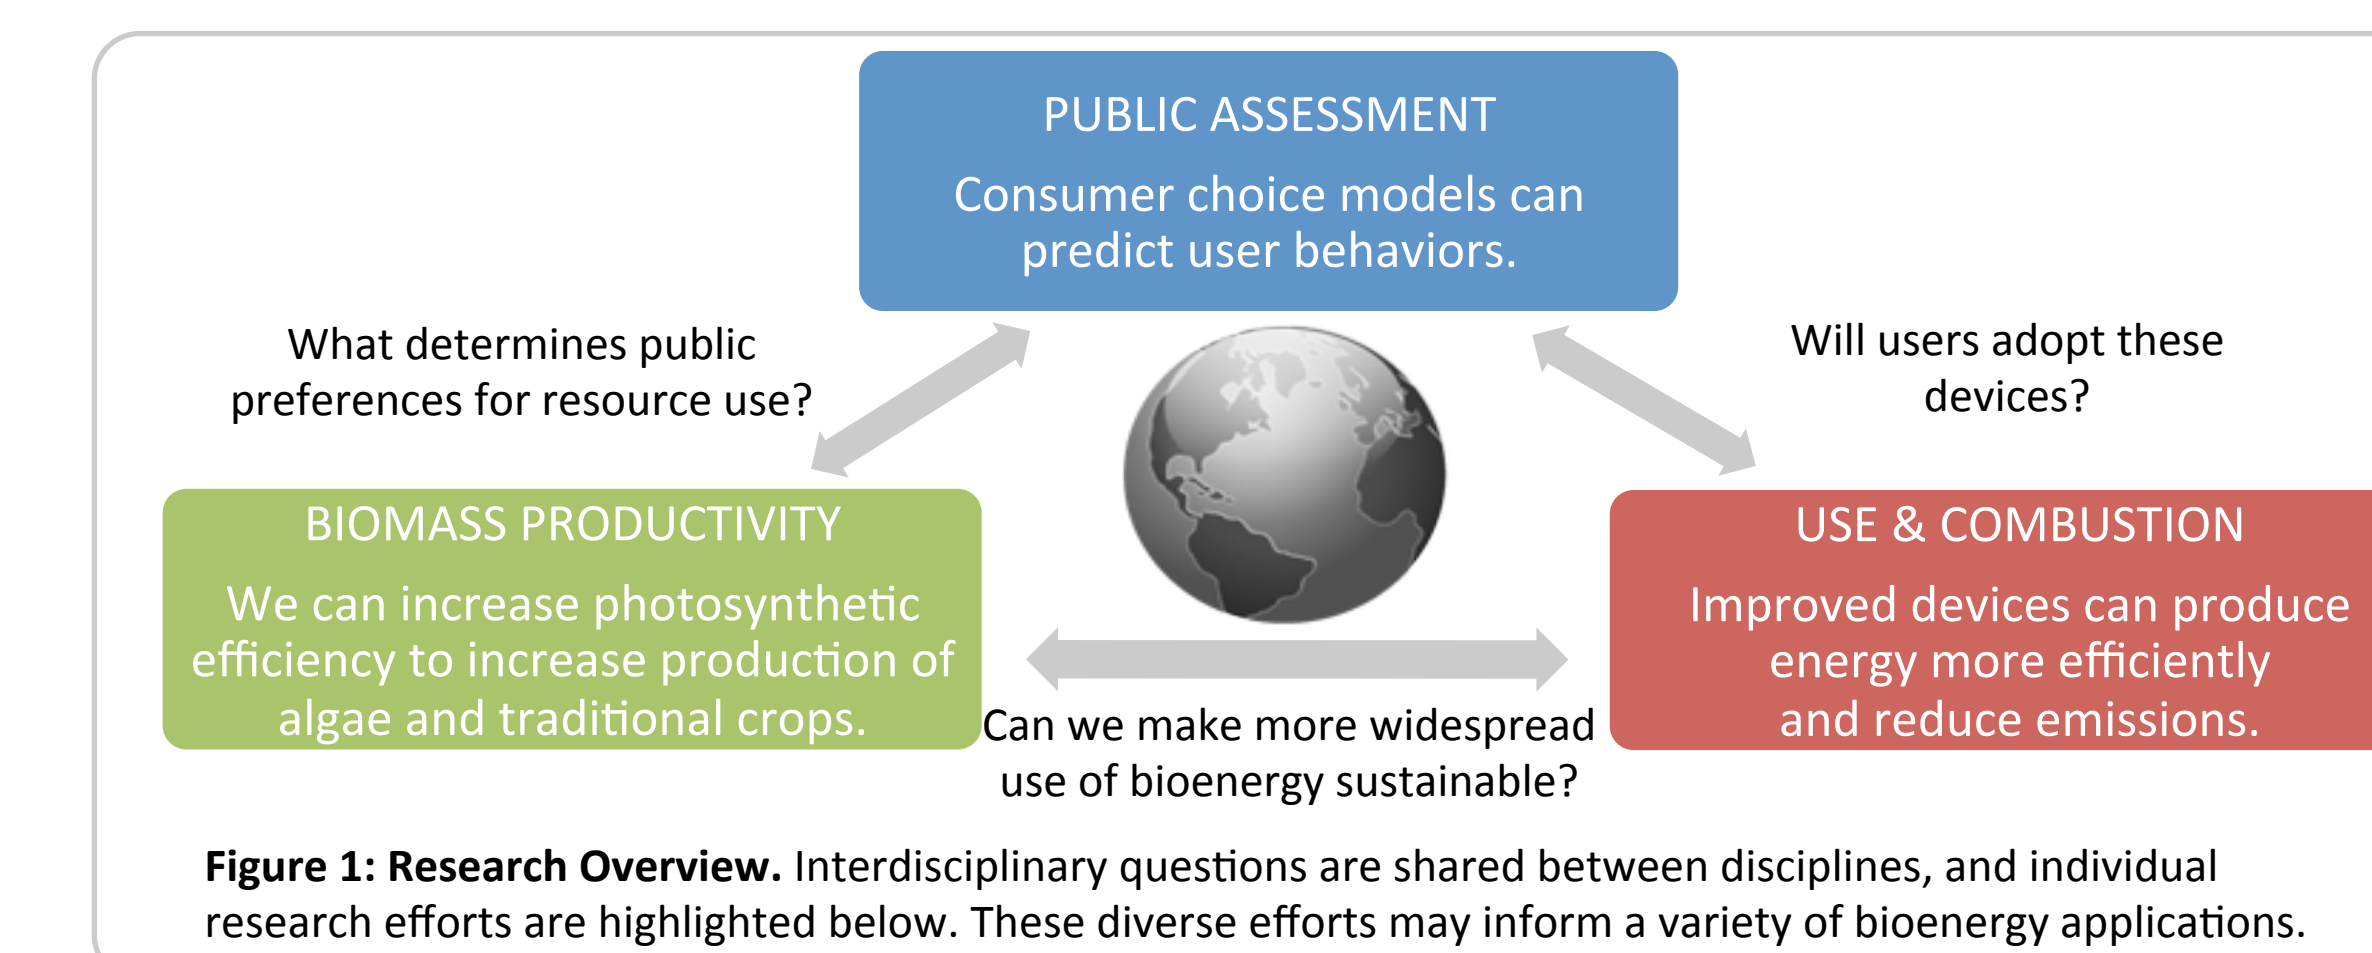 PUBLIC ASSESSMENT
Consumer choice models can
predict user behaviors.
What determines public
preferences for resource use?
Will users adopt these
devices?
BIOMASS PRODUCTIVITY
We can increase photosynthetic
efficiency to increase production of
algae and traditional crops.
USE & COMBUSTION
Improved devices can produce
energy more efficiently
and reduce emissions.
Can we make more widespread
use of bioenergy sustainable?
Figure 1: Research Overview. Interdisciplinary questions are shared between disciplines, and individual
research efforts are highlighted below. These diverse efforts may inform a variety of bioenergy applications.